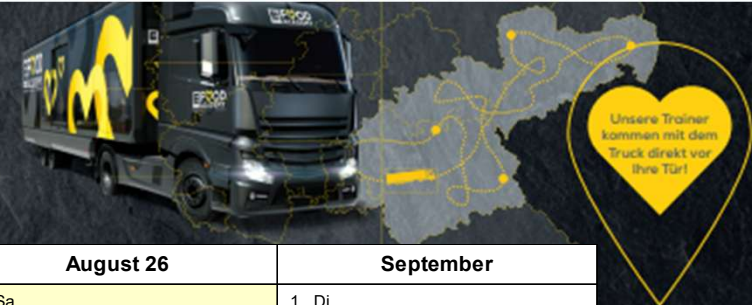 Unsere Trainer
kommen mit dem
Truck direkt vor
Ihre Tür!
August 26
September
Sa
1 Di